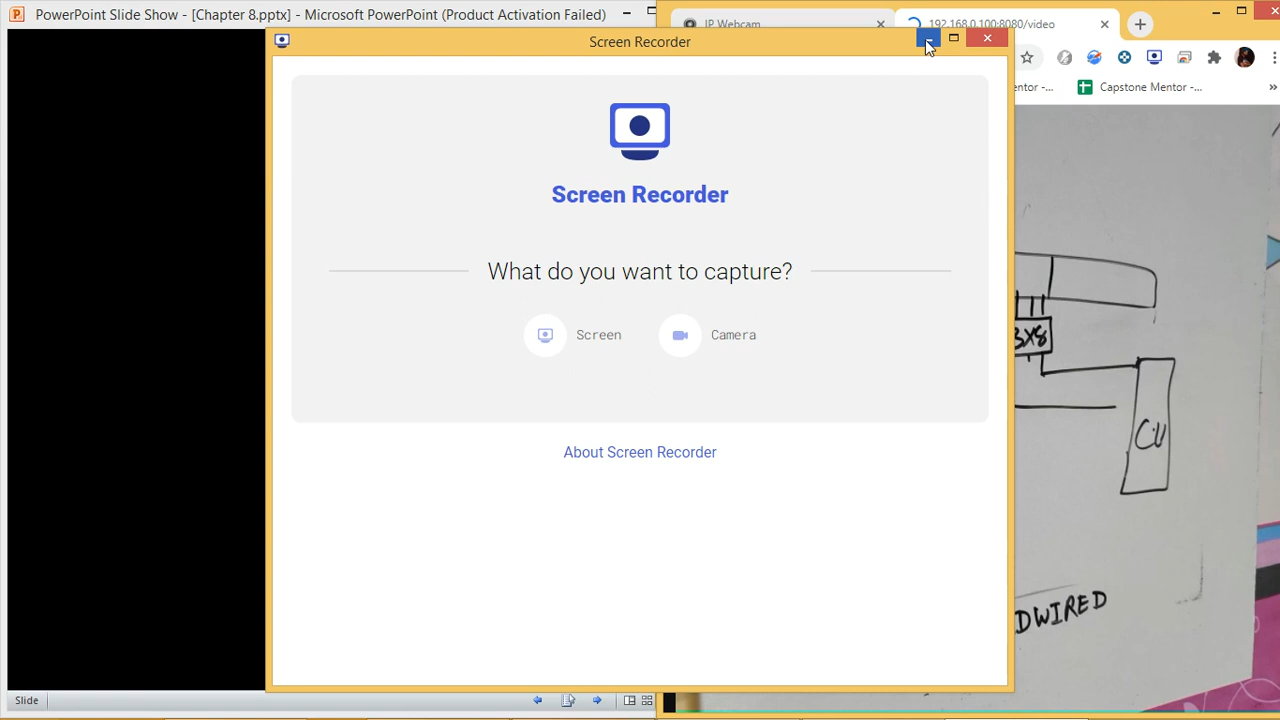 PowerPoint Slide Show - [Chapter 8.pptx] - Microsoft PowerPoint (Product Activation Failed)
IP Webcam
192.168.0.100:8080/video
Screen Recorder
entor -...
Capstone Mentor -...
Screen Recorder
What do you want to capture?
Screen
Camera
About Screen Recorder
3X8
CU
DWIRED
Slide